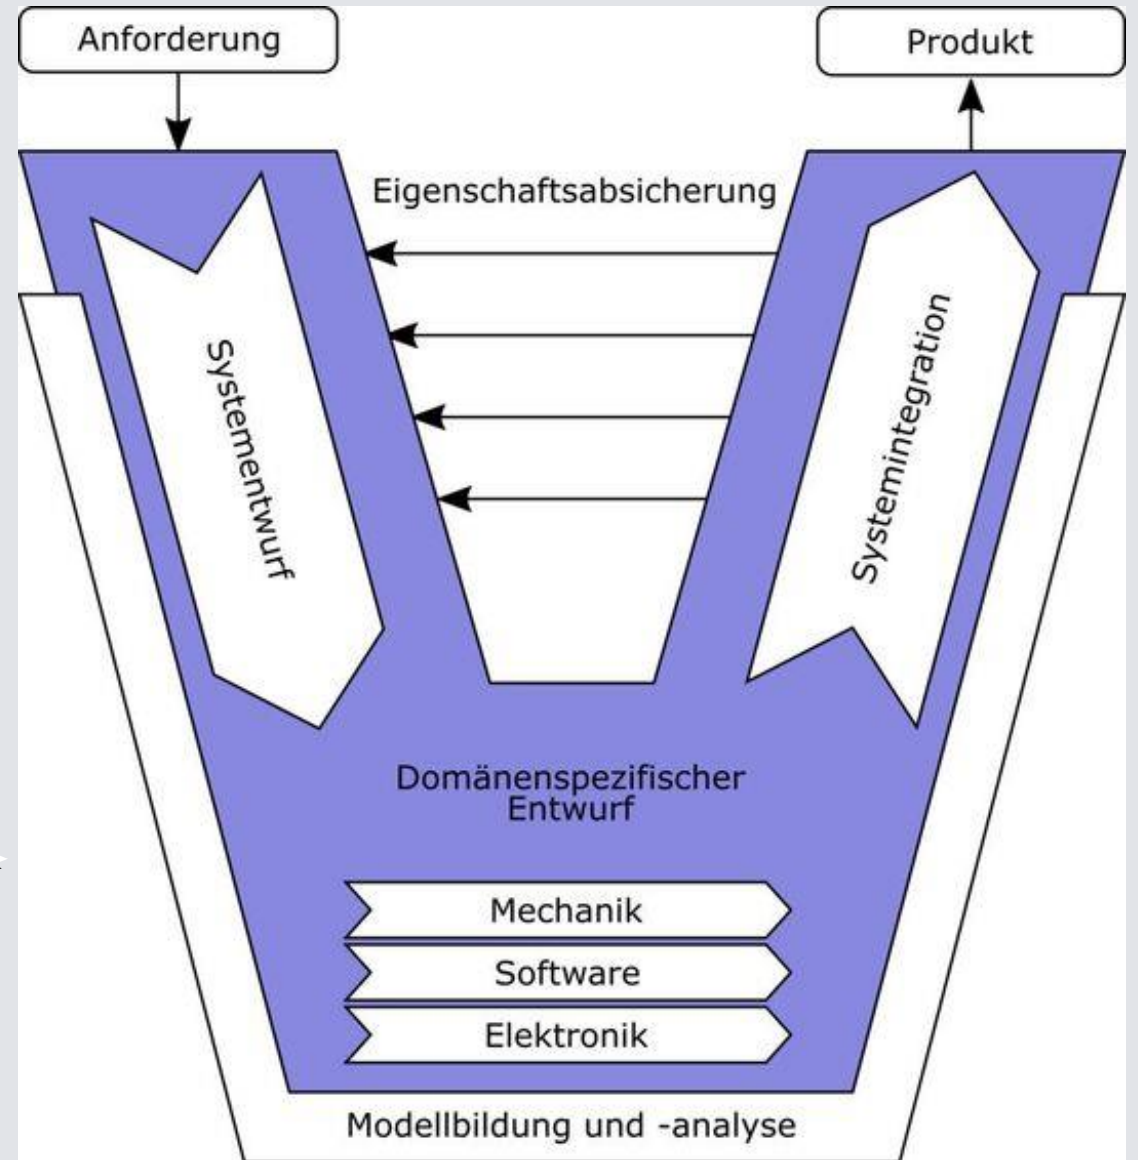 Anforderung
Produkt
Eigenschaftsabsicherung
Systementwurf
Systemintegration
Domänenspezifischer
Entwurf
Mechanik
Software
Elektronik
Modellbildung und -analyse